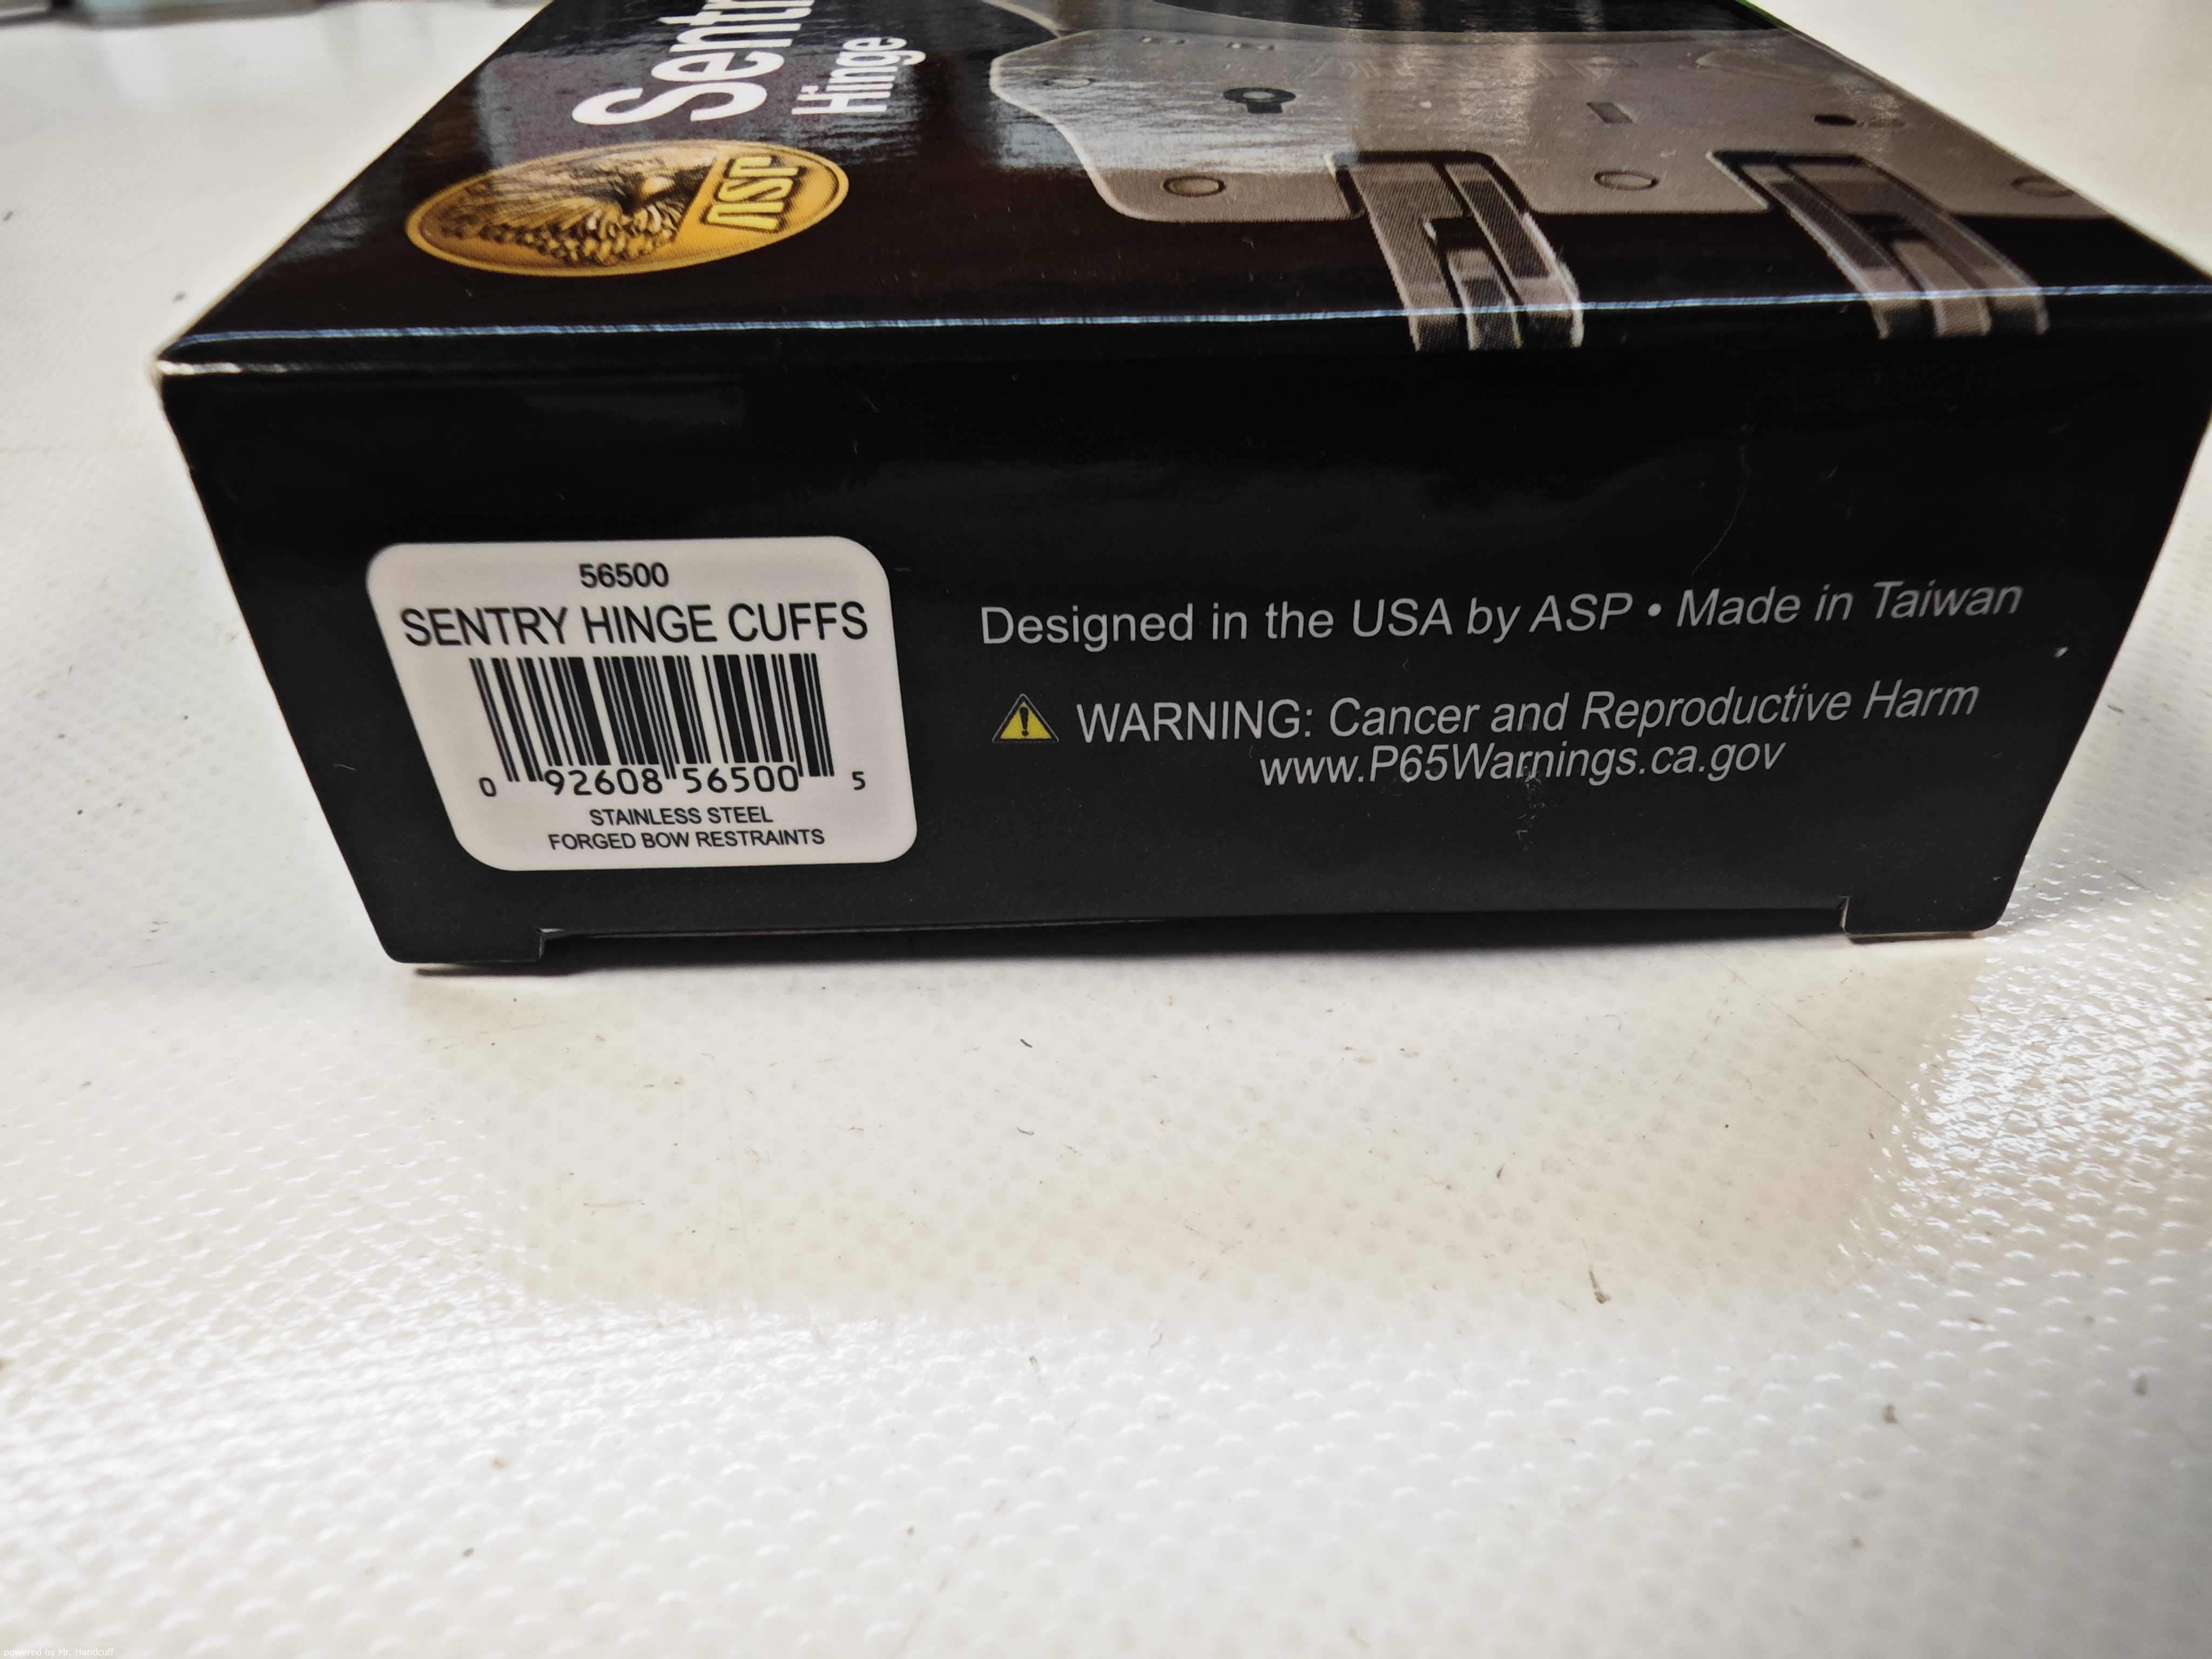 Hinge
ASP
56500
SENTRY HINGE CUFFS
0 92608 56500 5
STAINLESS STEEL
FORGED BOW RESTRAINTS
Designed in the USA by ASP • Made in Taiwan
WARNING: Cancer and Reproductive Harm
www.P65Warnings.ca.gov
powered by Mr. Handcuff